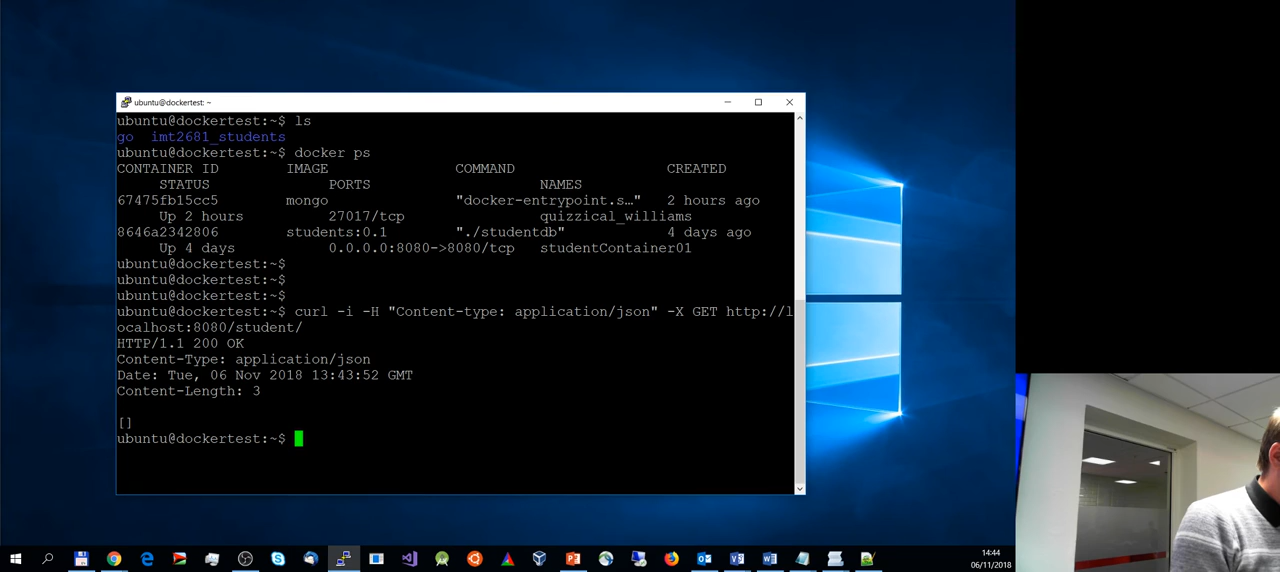 ubuntu@dockertest: ~
ubuntu@dockertest:~$ ls
go  imt2681_students
ubuntu@dockertest:~$ docker ps
CONTAINER ID        IMAGE               COMMAND                  CREATED
      STATUS              PORTS                    NAMES
67475fb15cc5        mongo               "docker-entrypoint.s…"   2 hours ago
      Up 2 hours          27017/tcp                quizzical_williams
8646a2342806        students:0.1        "./studentdb"            4 days ago
      Up 4 days           0.0.0.0:8080->8080/tcp   studentContainer01
ubuntu@dockertest:~$
ubuntu@dockertest:~$
ubuntu@dockertest:~$
ubuntu@dockertest:~$ curl -i -H "Content-type: application/json" -X GET http://l
ocalhost:8080/student/
HTTP/1.1 200 OK
Content-Type: application/json
Date: Tue, 06 Nov 2018 13:43:52 GMT
Content-Length: 3
[]
ubuntu@dockertest:~$
14:44
06/11/2018